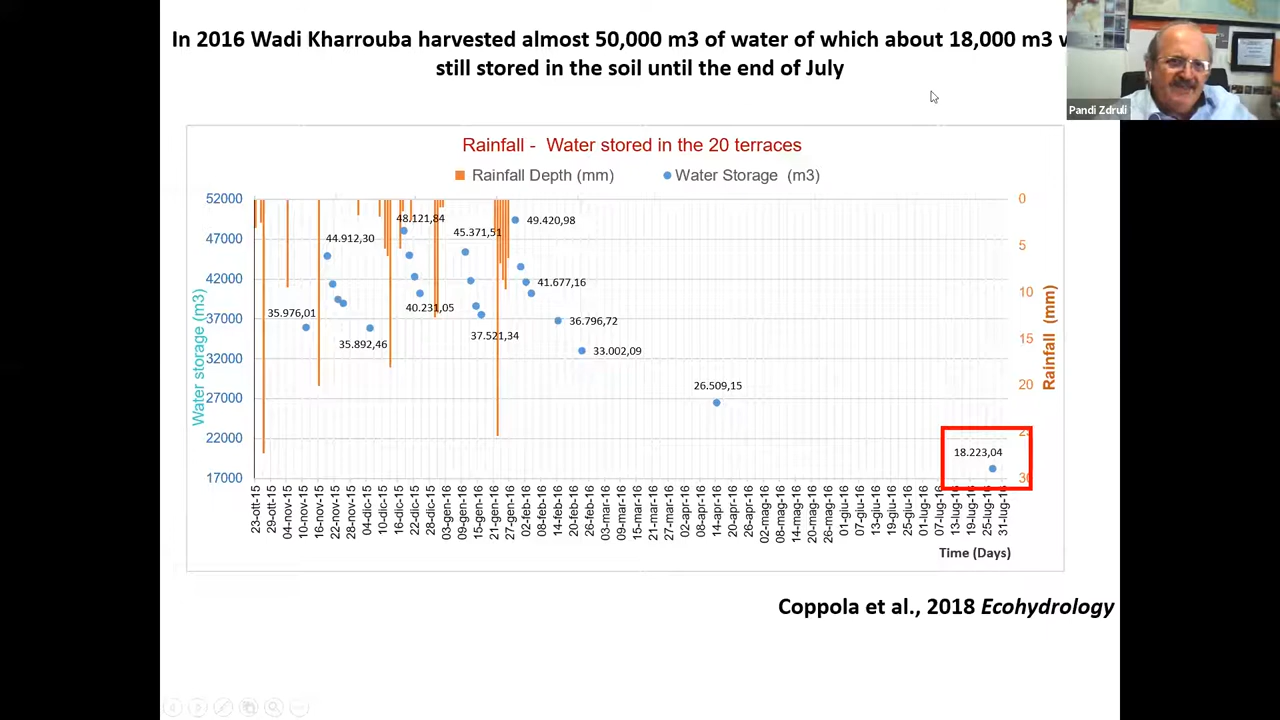 In 2016 Wadi Kharrouba harvested almost 50,000 m3 of water of which about 18,000 m3
still stored in the soil until the end of July
Pandi Zdruli
Rainfall - Water stored in the 20 terraces
Rainfall Depth (mm)
Water Storage (m3)
52000
47000
42000
37000
32000
27000
22000
17000
Water storage (m3)
0
5
10
15
20
Rainfall (mm)
35.976,01
44.912,30
35.892,46
48.121,84
40.231,05
45.371,51
37.521,34
49.420,98
41.677,16
36.796,72
33.002,09
26.509,15
18.223,04
23-ott-15
29-ott-15
04-nov-15
10-nov-15
16-nov-15
22-nov-15
28-nov-15
04-dic-15
10-dic-15
16-dic-15
22-dic-15
28-dic-15
03-gen-16
09-gen-16
15-gen-16
21-gen-16
27-gen-16
02-feb-16
08-feb-16
14-feb-16
20-feb-16
26-feb-16
03-mar-16
09-mar-16
15-mar-16
21-mar-16
27-mar-16
02-apr-16
08-apr-16
14-apr-16
20-apr-16
26-apr-16
02-mag-16
08-mag-16
14-mag-16
20-mag-16
26-mag-16
01-giu-16
07-giu-16
13-giu-16
19-giu-16
25-giu-16
01-lug-16
07-lug-16
13-lug-16
19-lug-16
25-lug-16
31-lug-16
Time (Days)
Coppola et al., 2018 Ecohydrology